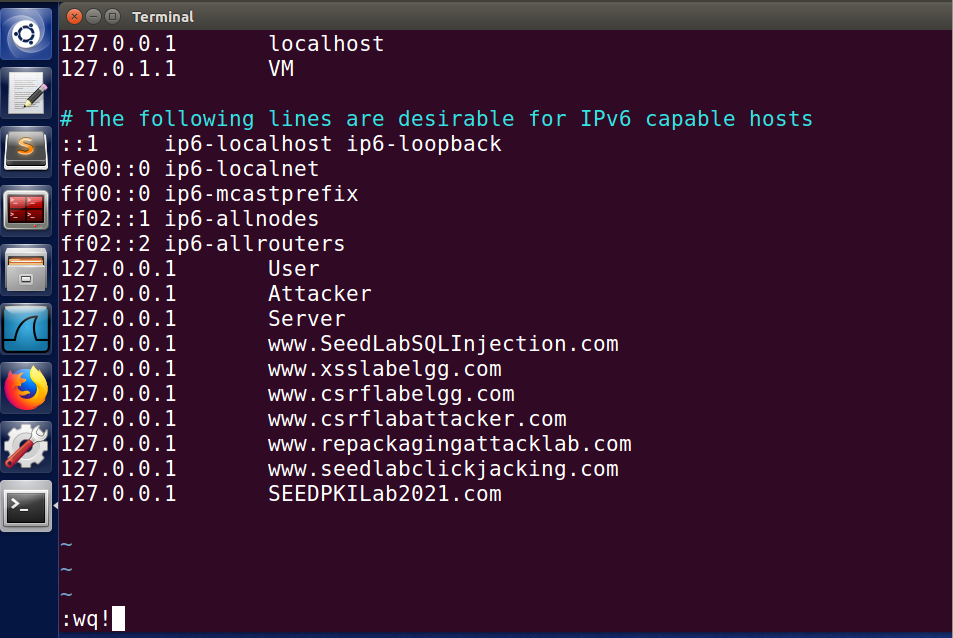 Terminal
127.0.0.1       localhost
127.0.1.1       VM
# The following lines are desirable for IPv6 capable hosts
::1     ip6-localhost ip6-loopback
fe00::0 ip6-localnet
ff00::0 ip6-mcastprefix
ff02::1 ip6-allnodes
ff02::2 ip6-allrouters
127.0.0.1       User
127.0.0.1       Attacker
127.0.0.1       Server
127.0.0.1       www.SeedLabSQLInjection.com
127.0.0.1       www.xsslabelgg.com
127.0.0.1       www.csrflabelgg.com
127.0.0.1       www.csrflabattacker.com
127.0.0.1       www.repackagingattacklab.com
127.0.0.1       www.seedlabclickjacking.com
127.0.0.1       SEEDPKILab2021.com
~
~
~
:wq!